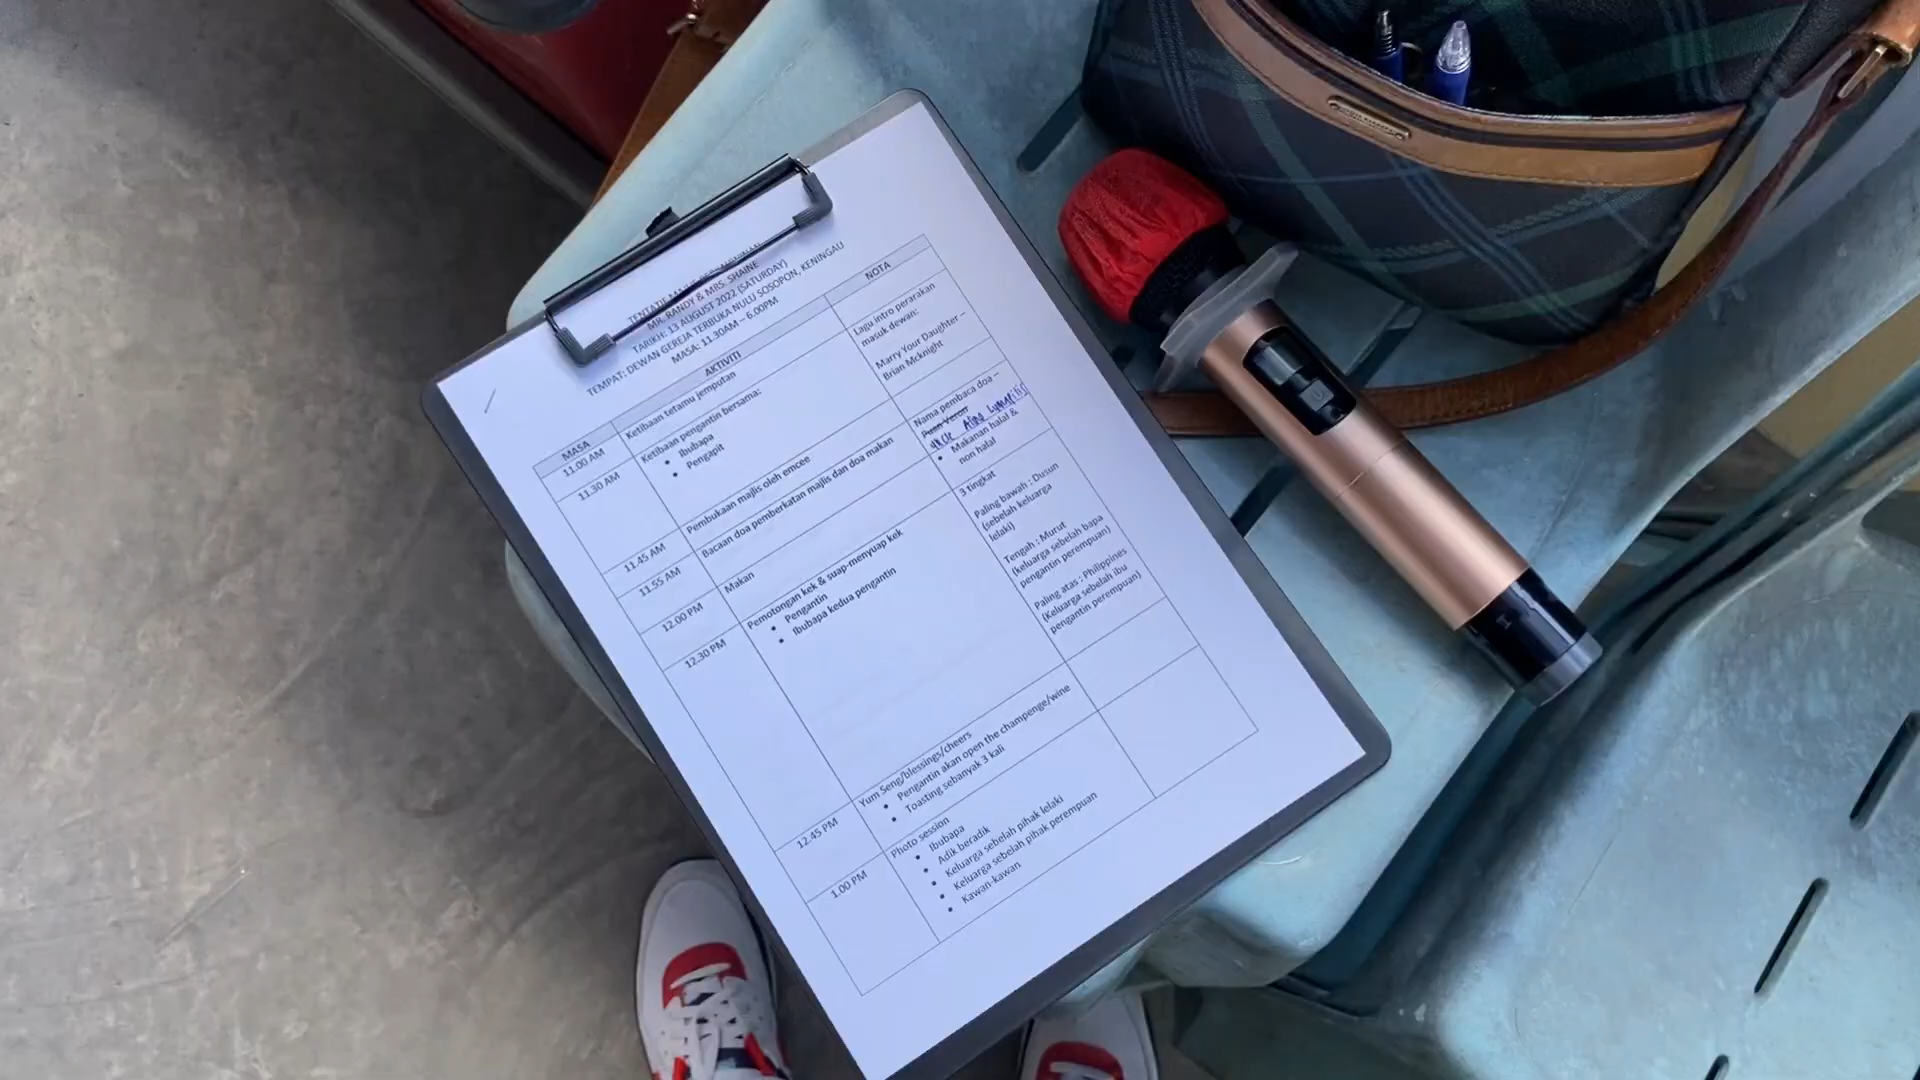 TENTATIF MAJLIS
MR. RANDY & MRS. SHAINE
TARIKH: 13 AUGUST 2022 (SATURDAY)
TEMPAT: DEWAN GEREJA TERBUKA NULU SOSOPON, KENINGAU
MASA: 11.30AM – 6.00PM
MASA
AKTIVITI
NOTA
11.00 AM
Ketibaan tetamu jemputan
11.30 AM
Ketibaan pengantin bersama:
• Ibubapa
• Pengapit
Lagu intro perarakan
masuk dewan:
Marry Your Daughter –
Brian Mcknight
11.45 AM
Pembukaan majlis oleh emcee
11.55 AM
Bacaan doa pemberkatan majlis dan doa makan
Nama pembaca doa –
12.00 PM
Makan
• Makanan halal &
non halal
12.30 PM
Pemotongan kek & suap-menyuap kek
• Pengantin
• Ibubapa kedua pengantin
3 tingkat
Paling bawah : Dusun
(sebelah keluarga
lelaki)
Tengah : Murut
(keluarga sebelah bapa
pengantin perempuan)
Paling atas : Philippines
(Keluarga sebelah ibu
pengantin perempuan)
12.45 PM
Yum Seng/blessings/cheers
• Pengantin akan open the champenge/wine
• Toasting sebanyak 3 kali
1.00 PM
Photo session
• Ibubapa
• Adik beradik
• Keluarga sebelah pihak lelaki
• Keluarga sebelah pihak perempuan
• Kawan-kawan